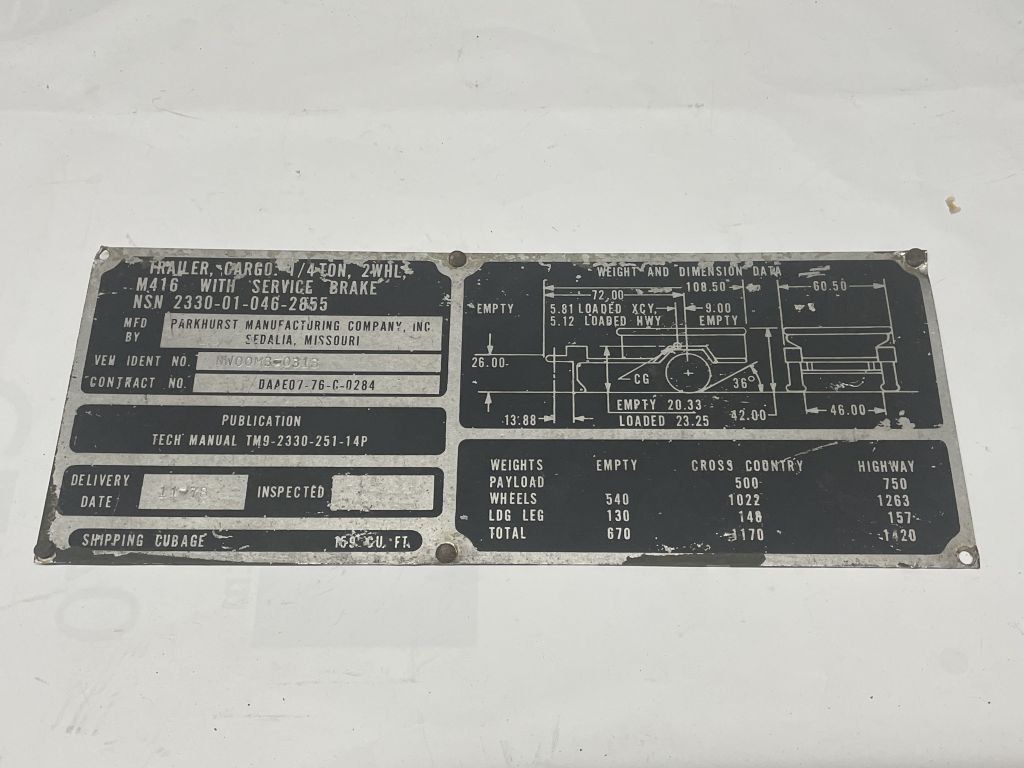 TRAILER, CARGO: 1/4 TON, 2WHL,
M416 WITH SERVICE BRAKE
NSN 2330-01-046-2855
MFD BY
PARKHURST MANUFACTURING COMPANY, INC.
SEDALIA, MISSOURI
VEH IDENT NO.
CONTRACT NO. DAAE07-76-C-0284
PUBLICATION
TECH MANUAL TM9-2330-251-14P
DELIVERY
DATE 11-78 INSPECTED
SHIPPING CUBAGE 159 CU. FT.
WEIGHT AND DIMENSION DATA
108.50 60.50
72.00
EMPTY 5.81 LOADED XCY, 9.00
5.12 LOADED HWY EMPTY
26.00
CG 36°
EMPTY 20.33 42.00 46.00
13.88 LOADED 23.25
WEIGHTS EMPTY CROSS COUNTRY HIGHWAY
PAYLOAD 500 750
WHEELS 540 1022 1263
LDG LEG 130 148 157
TOTAL 670 1170 1420